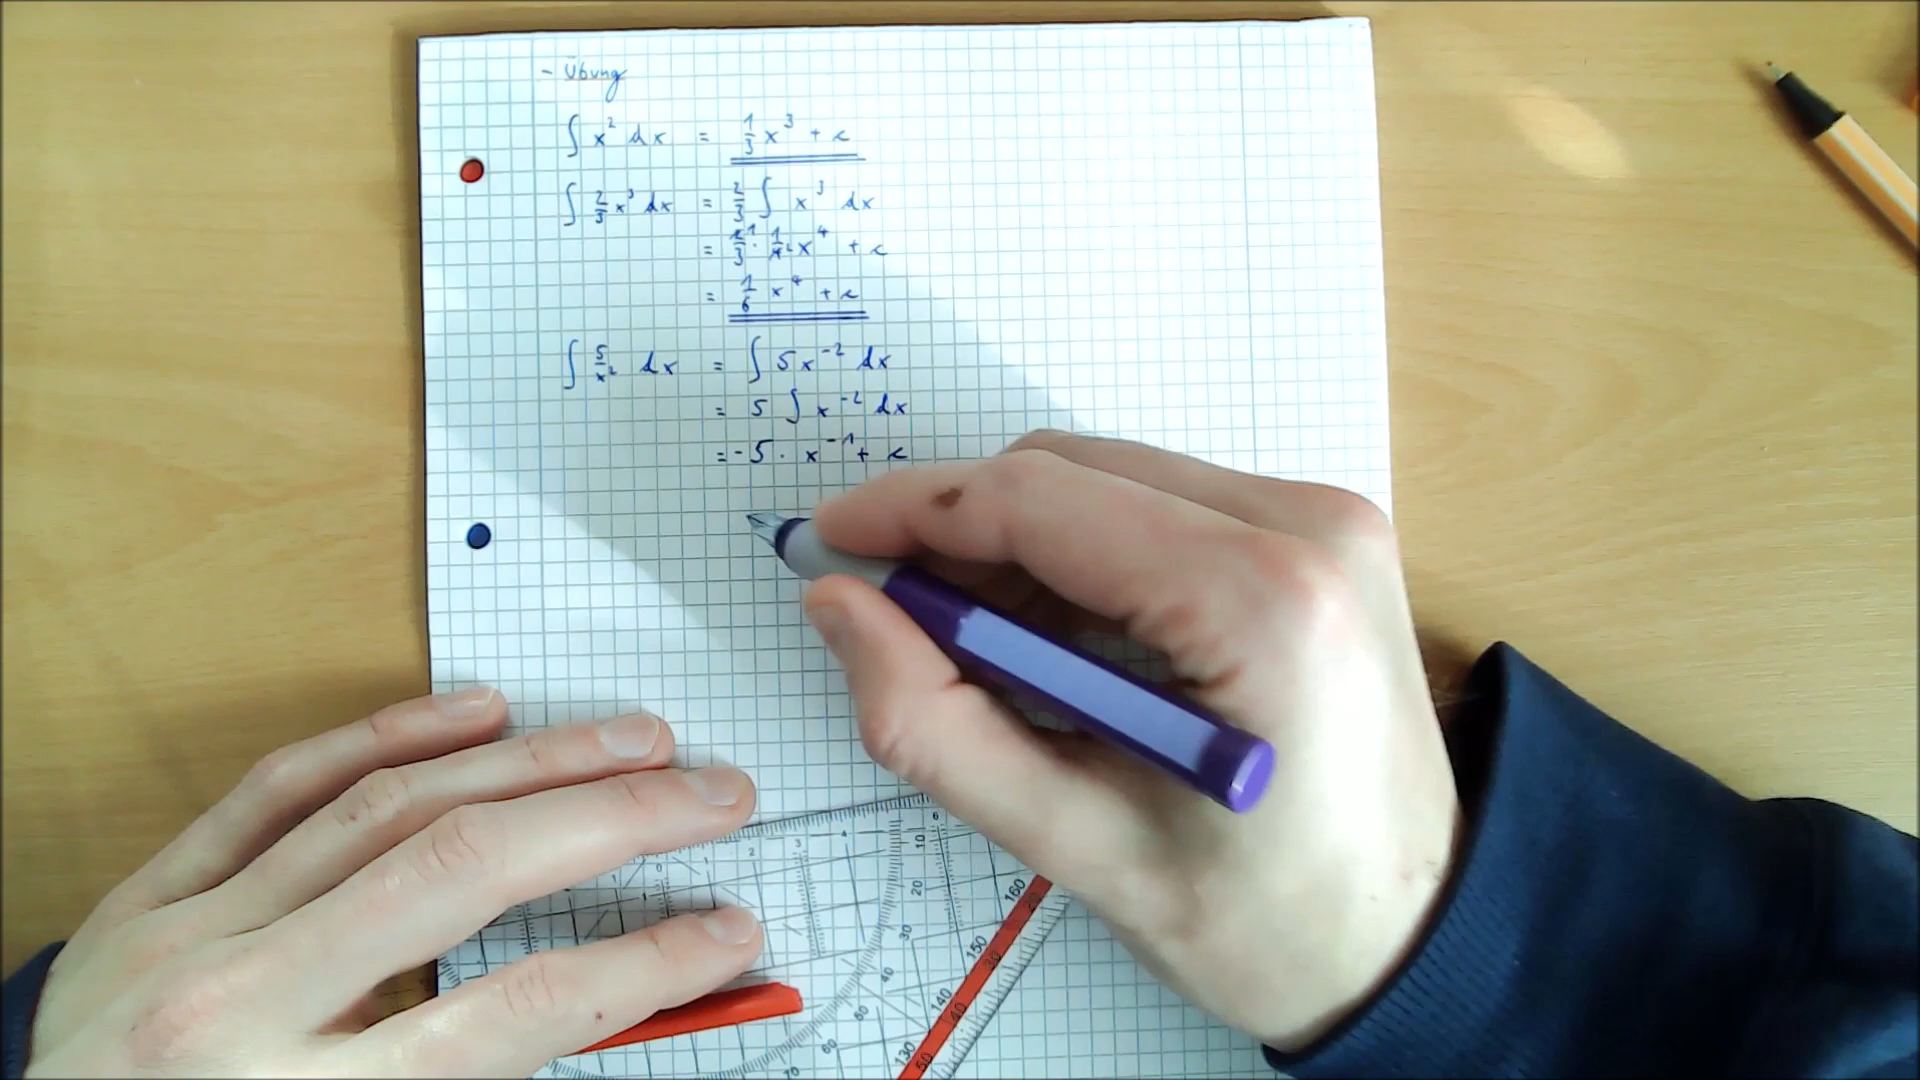 - Übung
∫ x² dx = 1/3 x³ + c
∫ 2/3 x³ dx = 2/3 ∫ x³ dx
= 2/3 · 1/4 x⁴ + c
= 1/6 x⁴ + c
∫ 5/x² dx = ∫ 5x⁻² dx
= 5 ∫ x⁻² dx
= -5 · x⁻¹ + c